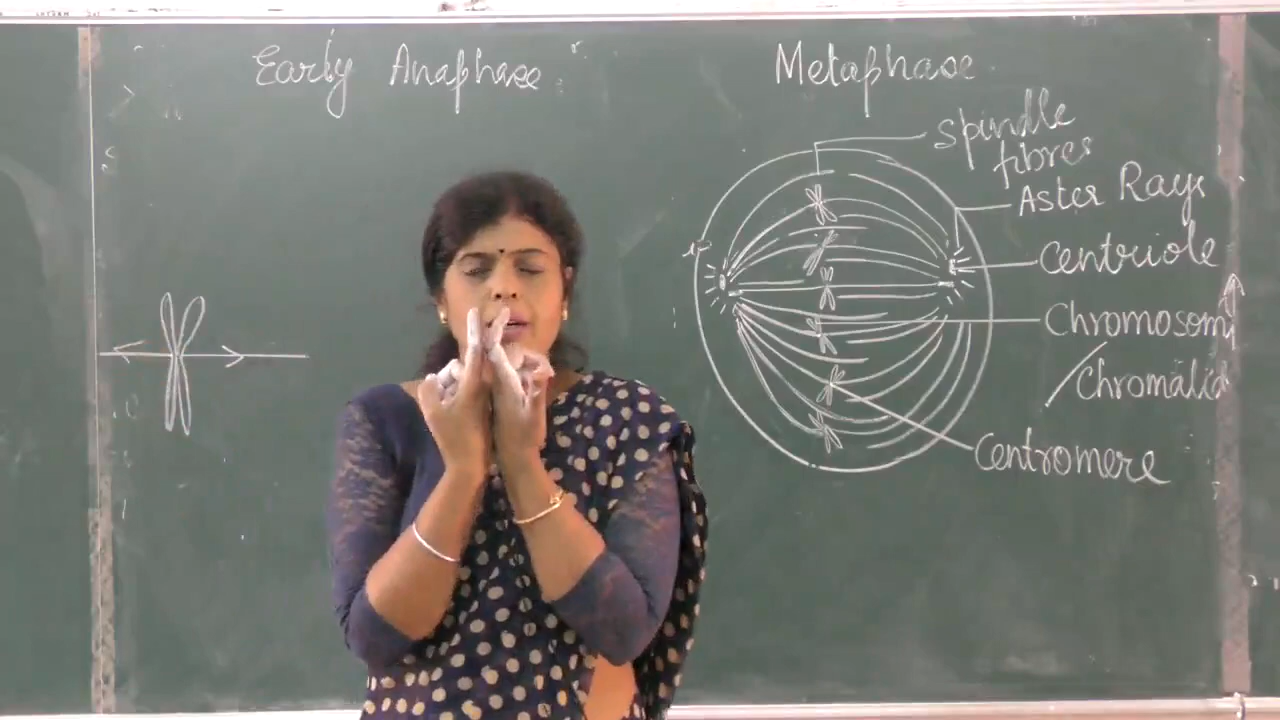 Early Anaphase
Metaphase
Spindle
fibres
Aster Rays
Centriole
Chromosom
/Chromatid
Centromere